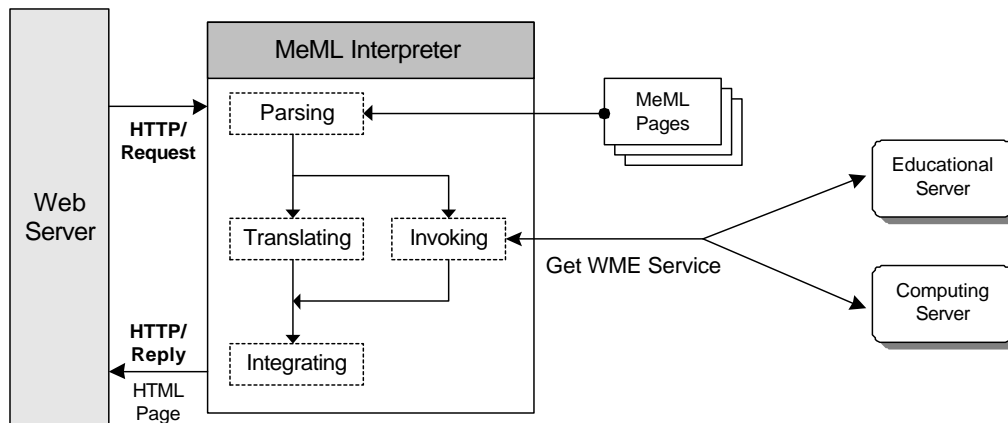 MeML Interpreter
Parsing
MeML
Pages
HTTP/
Request
Educational
Server
Web
Server
Translating
Invoking
Get WME Service
Computing
Server
HTTP/
Reply
HTML
Page
Integrating